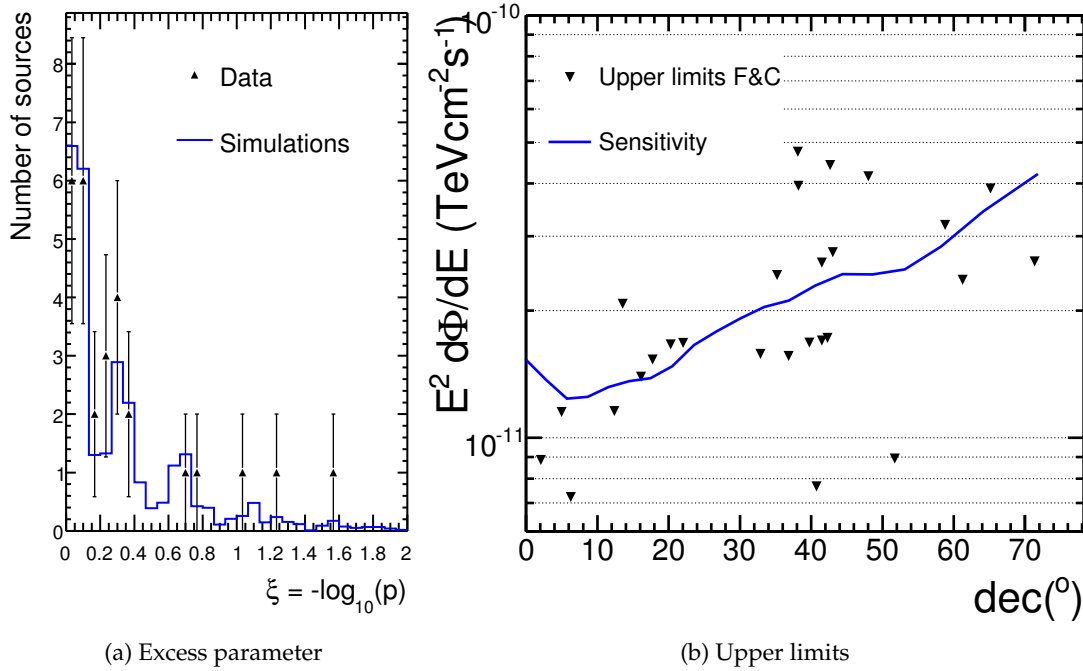 Number of sources
8
7
6
5
4
3
2
1
0
Data
Simulations
0 0.2 0.4 0.6 0.8 1 1.2 1.4 1.6 1.8 2
ξ = -log₁₀(p)
(a) Excess parameter
E² dΦ/dE (TeVcm⁻²s⁻¹)
10⁻¹⁰
10⁻¹¹
Upper limits F&C
Sensitivity
0 10 20 30 40 50 60 70
dec(°)
(b) Upper limits